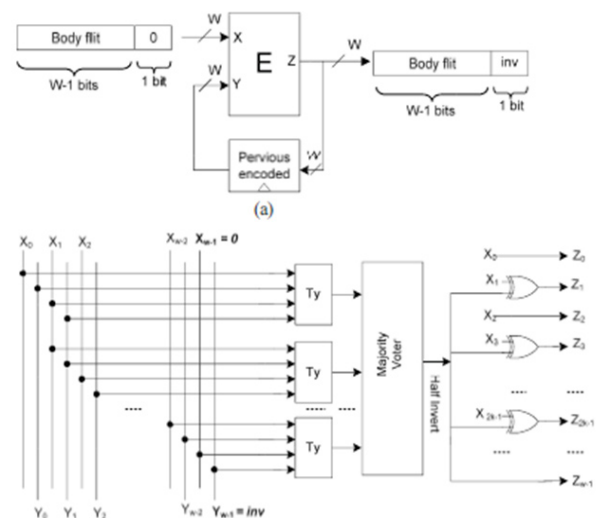 Body flit 0
W
X
E
Z
W
Body flit inv
W
Y
W-1 bits
1 bit
W-1 bits
1 bit
Pervious
encoded
W
(a)
X0 X1 X2 Xw-2 Xw-1 = 0
Ty
Ty
Ty
Majority
Voter
Half Invert
X0 Z0
X1 Z1
X2 Z2
X3 Z3
X2k-1 Z2k-1
Zw-1
Y0 Y1 Y2 Yw-2 Yw-1 = inv